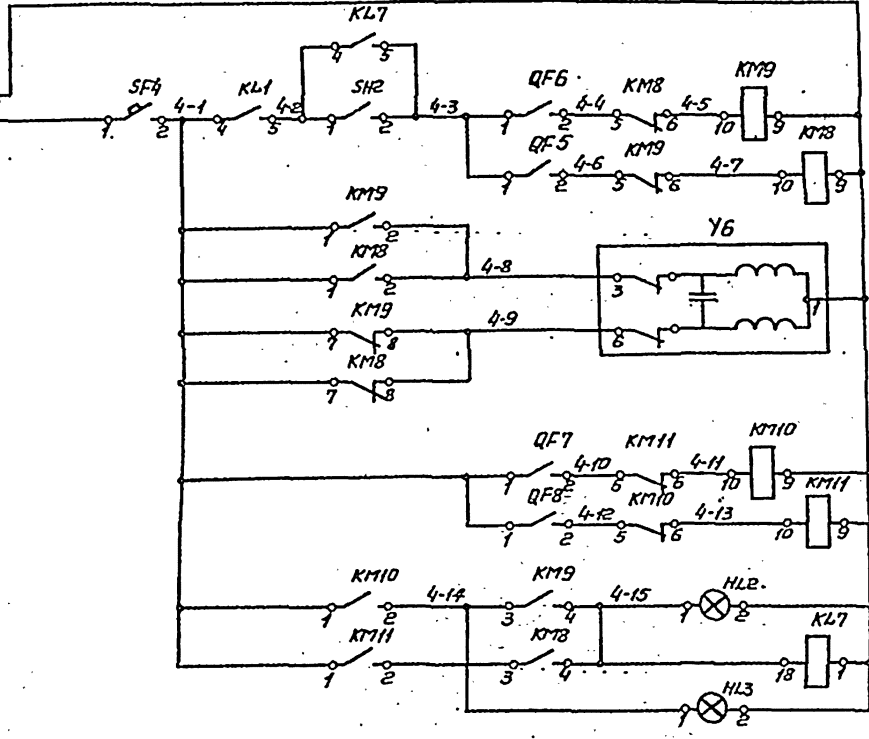 KL7
4 5
SF4 4-1 KL1 4-2 SH2 4-3 QF6 4-4 KM8 4-5 KM9
1 2 4 5 1 2 1 2 5 6 10 9
QF5 4-6 KM9 4-7 KM8
1 2 5 6 10 9
KM9
1 2
Y6
KM8 4-8
1 2 3
1
KM9 4-9
7 8 6
KM8
7 8
QF7 4-10 KM11 4-11 KM10
1 2 6 6 10 9
QF8 4-12 KM10 4-13 KM11
1 2 5 6 10 9
KM10 4-14 KM9 4-15 HL2
1 2 3 4 1 2
KM11 KM8 KL7
1 2 3 4 18 1
HL3
1 2